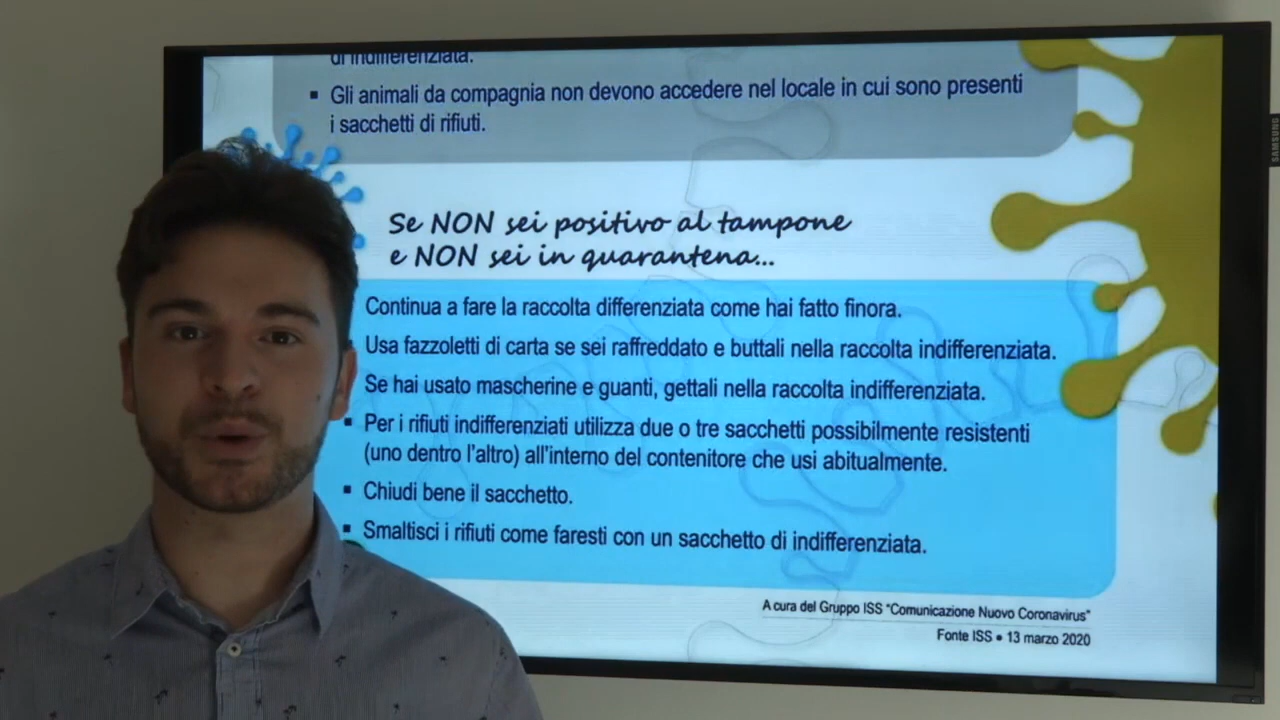 di indifferenziata.
▪ Gli animali da compagnia non devono accedere nel locale in cui sono presenti
i sacchetti di rifiuti.
Se NON sei positivo al tampone
e NON sei in quarantena...
Continua a fare la raccolta differenziata come hai fatto finora.
Usa fazzoletti di carta se sei raffreddato e buttali nella raccolta indifferenziata.
Se hai usato mascherine e guanti, gettali nella raccolta indifferenziata.
▪ Per i rifiuti indifferenziati utilizza due o tre sacchetti possibilmente resistenti
(uno dentro l'altro) all'interno del contenitore che usi abitualmente.
▪ Chiudi bene il sacchetto.
▪ Smaltisci i rifiuti come faresti con un sacchetto di indifferenziata.
A cura del Gruppo ISS "Comunicazione Nuovo Coronavirus"
Fonte ISS • 13 marzo 2020
SAMSUNG